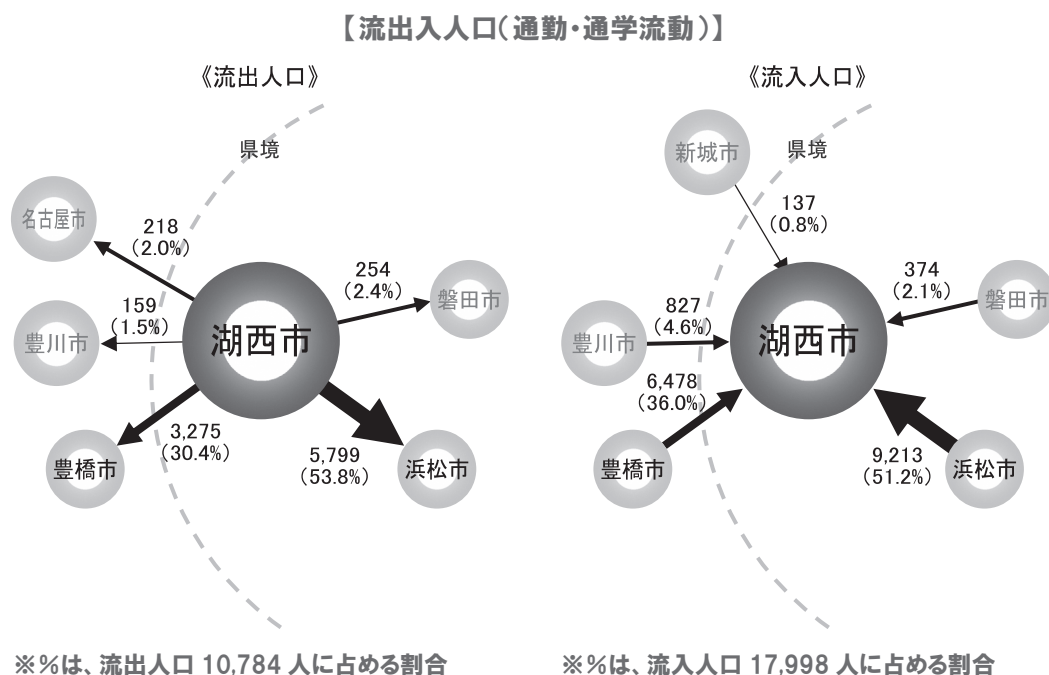 【流出入人口(通勤・通学流動)】
《流出人口》
県境
名古屋市
218
(2.0%)
254
(2.4%)
磐田市
159
(1.5%)
豊川市
湖西市
3,275
(30.4%)
豊橋市
5,799
(53.8%)
浜松市
※%は、流出人口 10,784 人に占める割合
《流入人口》
県境
新城市
137
(0.8%)
374
(2.1%)
磐田市
827
(4.6%)
豊川市
湖西市
6,478
(36.0%)
豊橋市
9,213
(51.2%)
浜松市
※%は、流入人口 17,998 人に占める割合